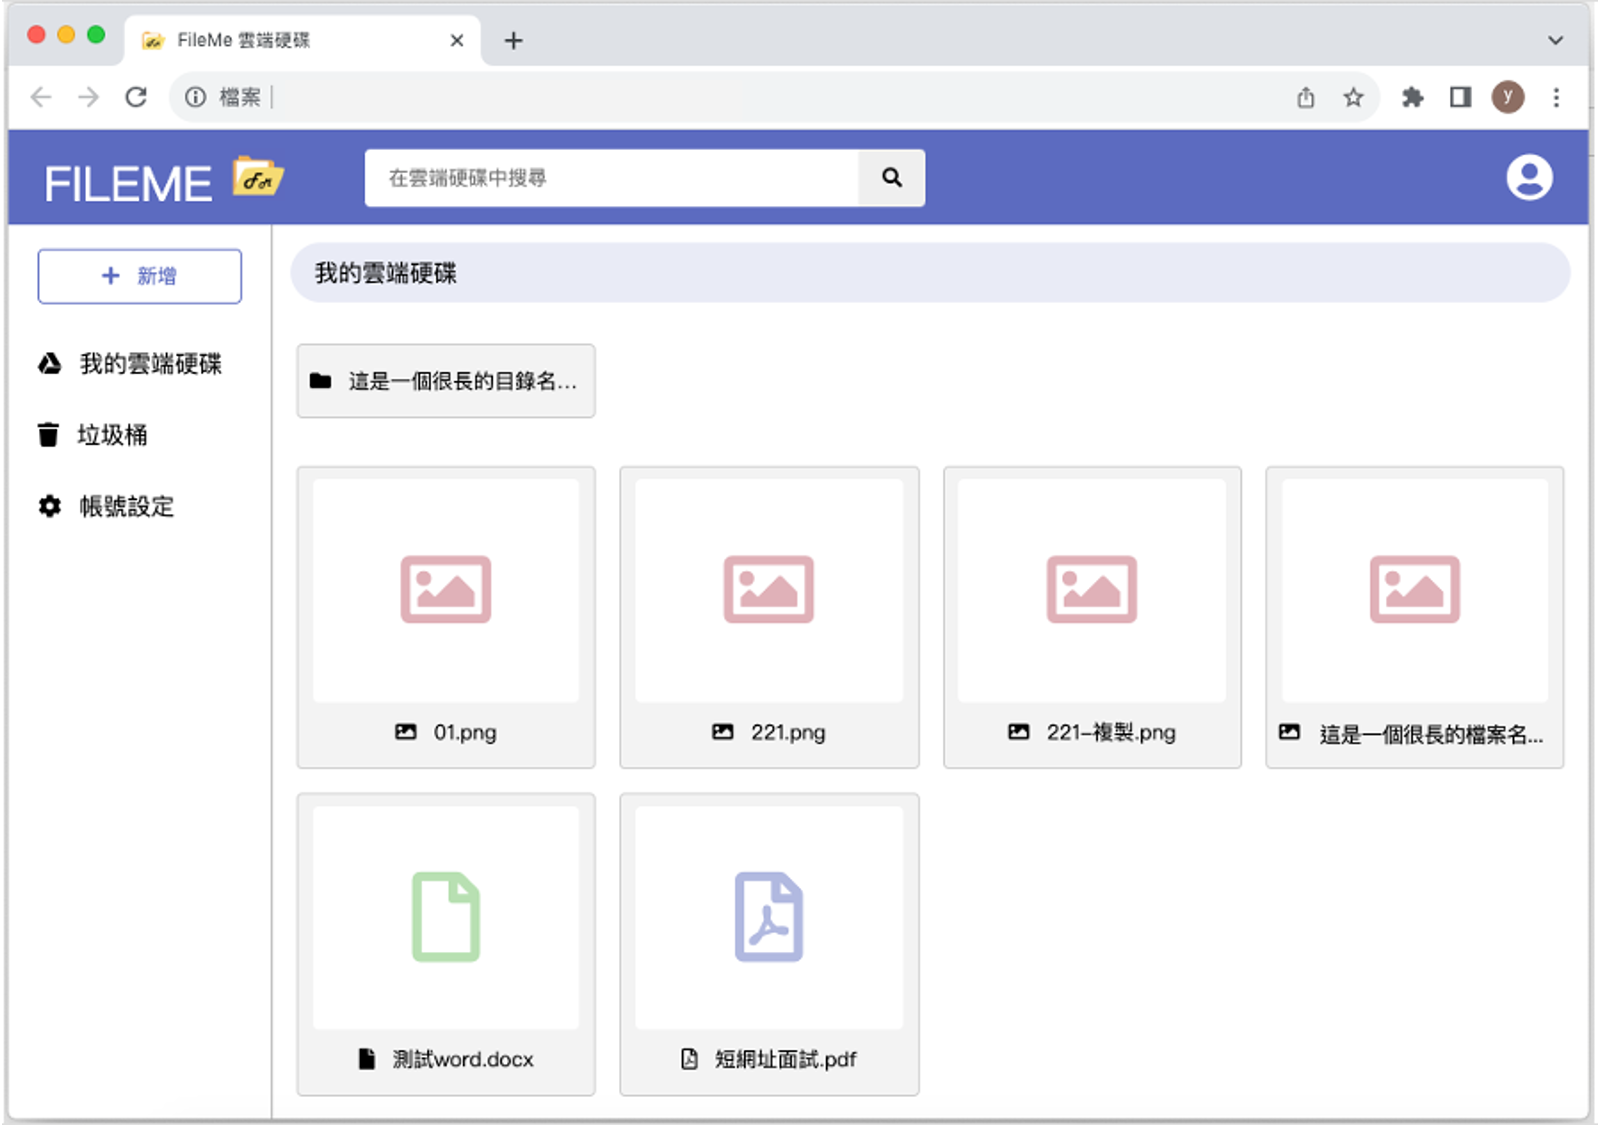 FileMe 雲端硬碟
檔案
y
FILEME
Fm
在雲端硬碟中搜尋
新增
我的雲端硬碟
我的雲端硬碟
垃圾桶
帳號設定
這是一個很長的目錄名...
01.png
221.png
221-複製.png
這是一個很長的檔案名...
測試word.docx
短網址面試.pdf